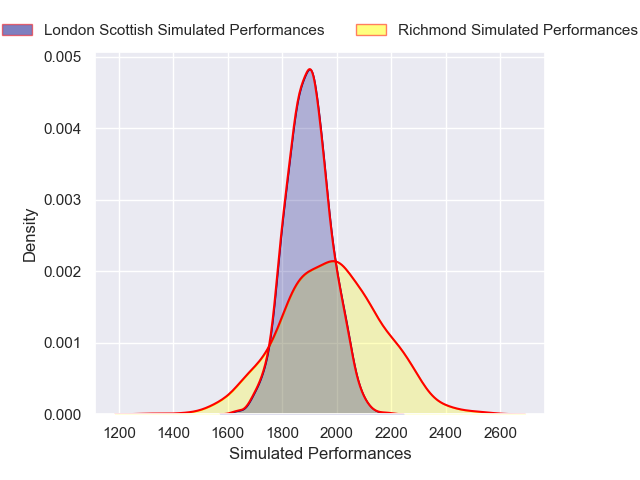 London Scottish Simulated Performances
Richmond Simulated Performances
0.005
0.004
0.003
0.002
0.001
0.000
Density
1200 1400 1600 1800 2000 2200 2400 2600
Simulated Performances